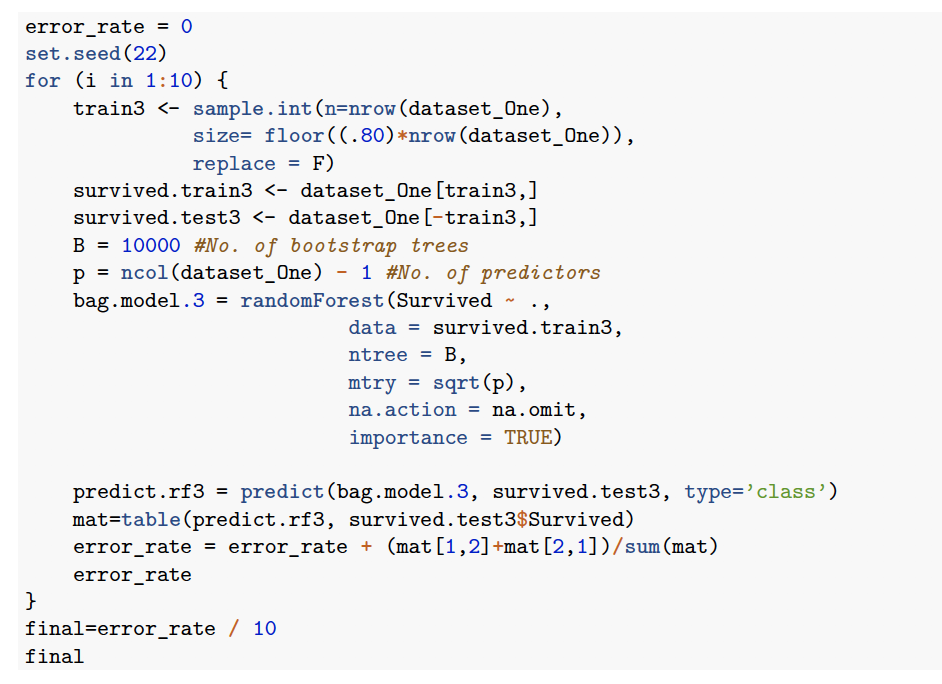 error_rate = 0
set.seed(22)
for (i in 1:10) {
    train3 <- sample.int(n=nrow(dataset_One),
              size= floor((.80)*nrow(dataset_One)),
              replace = F)
    survived.train3 <- dataset_One[train3,]
    survived.test3 <- dataset_One[-train3,]
    B = 10000 #No. of bootstrap trees
    p = ncol(dataset_One) - 1 #No. of predictors
    bag.model.3 = randomForest(Survived ~ .,
                           data = survived.train3,
                           ntree = B,
                           mtry = sqrt(p),
                           na.action = na.omit,
                           importance = TRUE)

    predict.rf3 = predict(bag.model.3, survived.test3, type='class')
    mat=table(predict.rf3, survived.test3$Survived)
    error_rate = error_rate + (mat[1,2]+mat[2,1])/sum(mat)
    error_rate
}
final=error_rate / 10
final